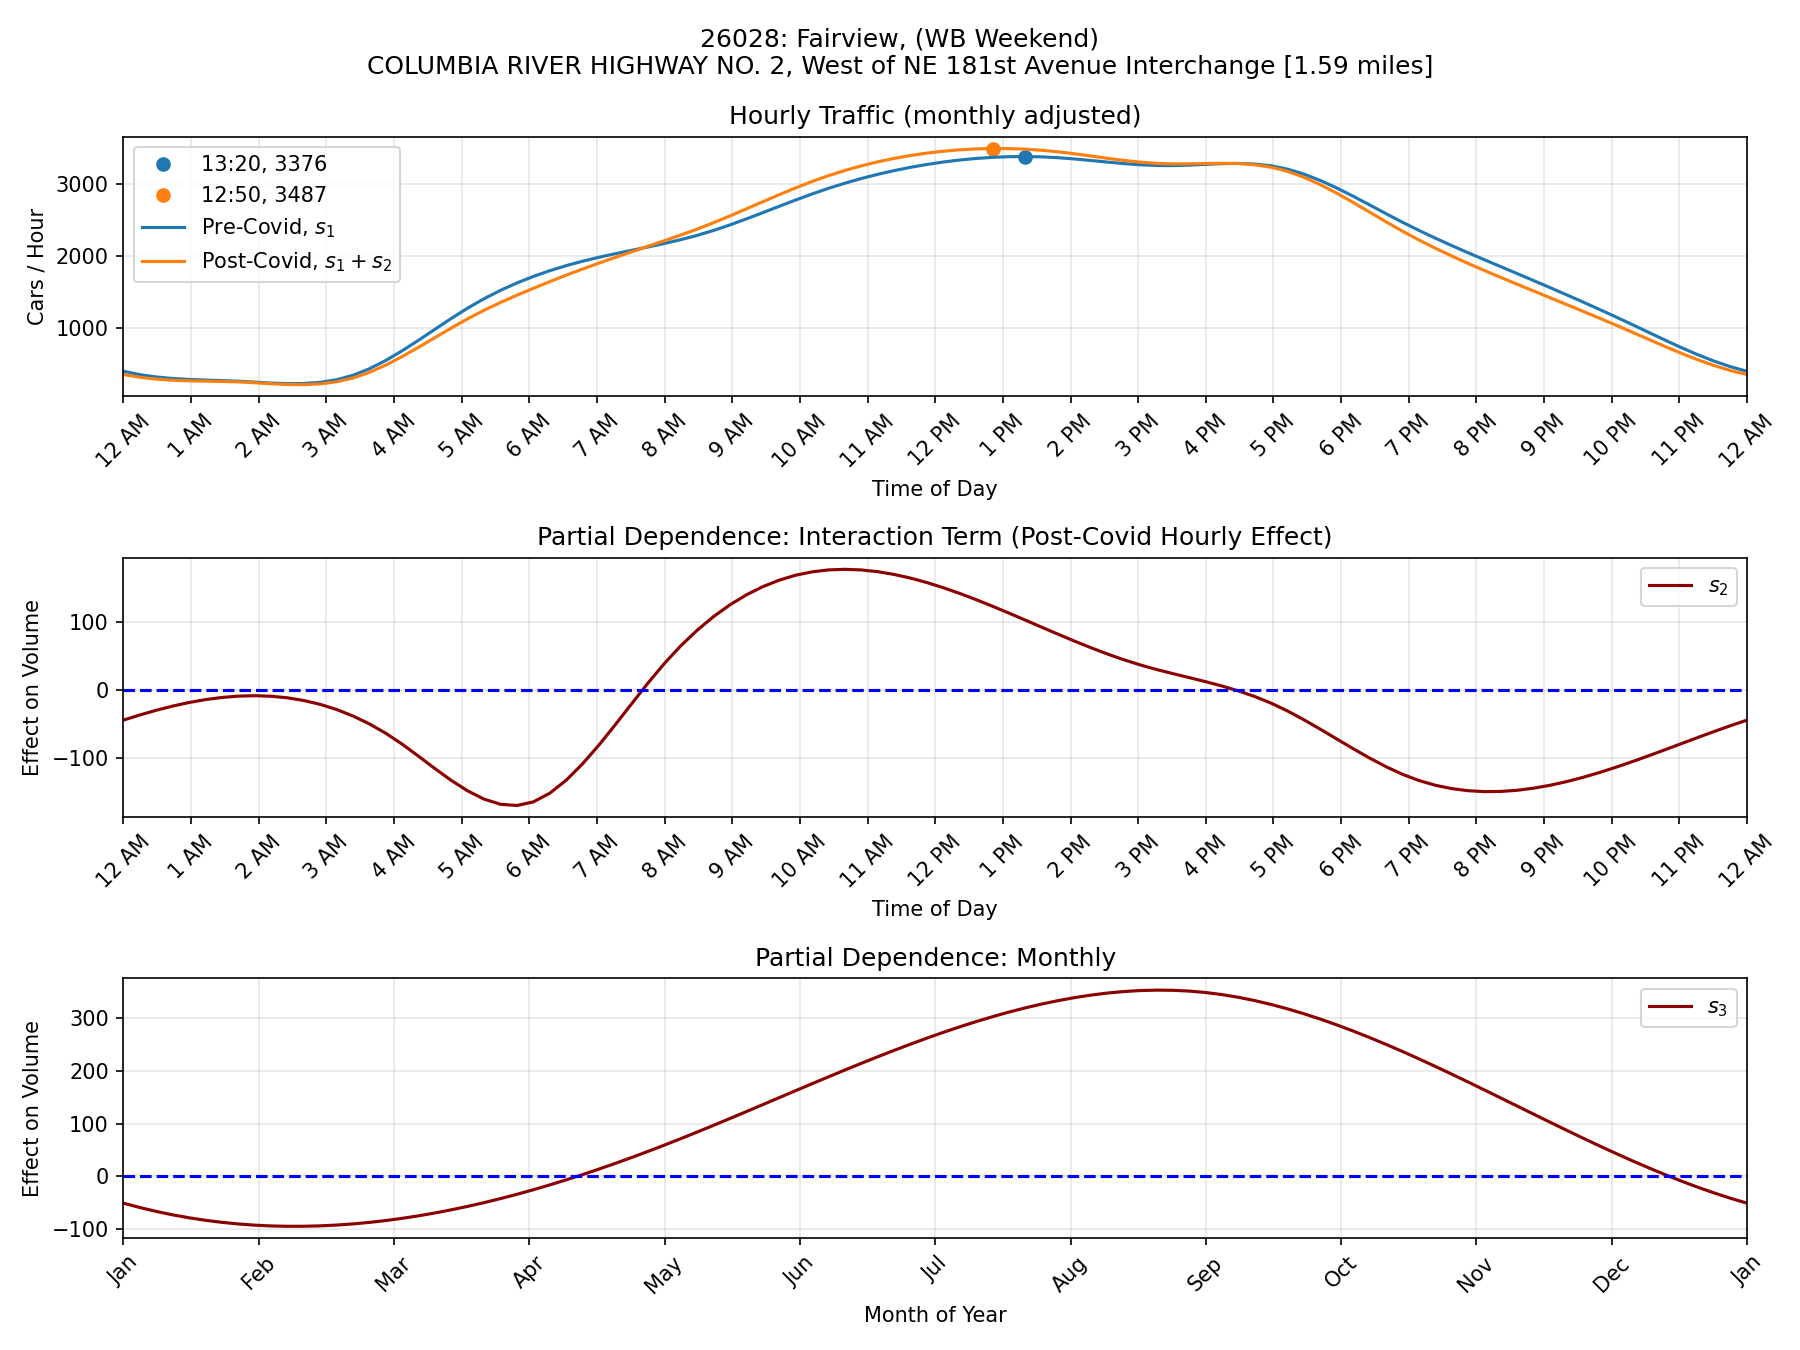 26028: Fairview, (WB Weekend)
COLUMBIA RIVER HIGHWAY NO. 2, West of NE 181st Avenue Interchange [1.59 miles]
Hourly Traffic (monthly adjusted)
13:20, 3376
12:50, 3487
Pre-Covid, s₁
Post-Covid, s₁ + s₂
Cars / Hour
3000
2000
1000
12 AM 1 AM 2 AM 3 AM 4 AM 5 AM 6 AM 7 AM 8 AM 9 AM 10 AM 11 AM 12 PM 1 PM 2 PM 3 PM 4 PM 5 PM 6 PM 7 PM 8 PM 9 PM 10 PM 11 PM 12 AM
Time of Day
Partial Dependence: Interaction Term (Post-Covid Hourly Effect)
s₂
Effect on Volume
100
0
−100
12 AM 1 AM 2 AM 3 AM 4 AM 5 AM 6 AM 7 AM 8 AM 9 AM 10 AM 11 AM 12 PM 1 PM 2 PM 3 PM 4 PM 5 PM 6 PM 7 PM 8 PM 9 PM 10 PM 11 PM 12 AM
Time of Day
Partial Dependence: Monthly
s₃
Effect on Volume
300
200
100
0
−100
Jan Feb Mar Apr May Jun Jul Aug Sep Oct Nov Dec Jan
Month of Year